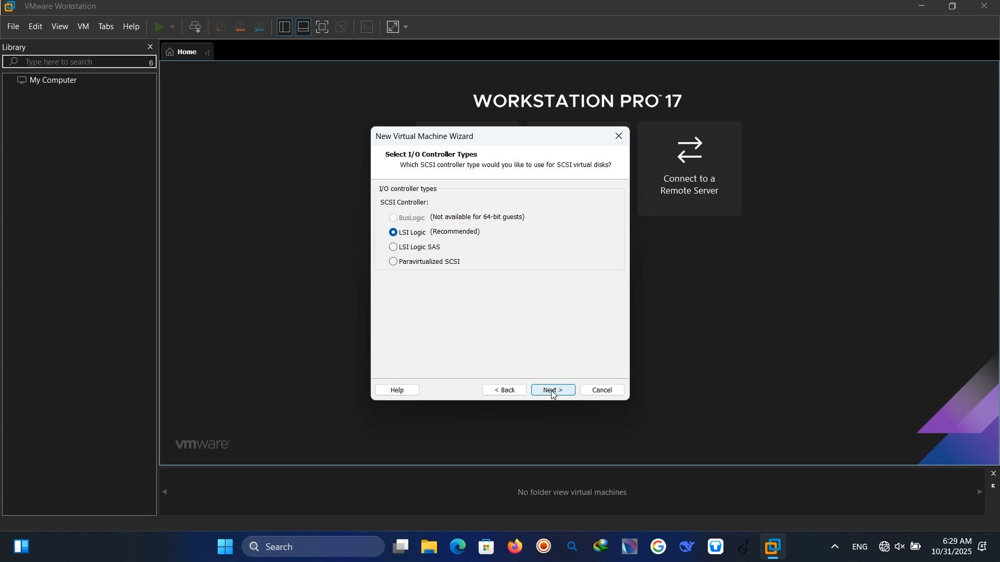 VMware Workstation
File Edit View VM Tabs Help
Library
Type here to search
My Computer
Home
WORKSTATION PRO™ 17
Connect to a
Remote Server
New Virtual Machine Wizard
Select I/O Controller Types
Which SCSI controller type would you like to use for SCSI virtual disks?
I/O controller types
SCSI Controller:
BusLogic (Not available for 64-bit guests)
LSI Logic (Recommended)
LSI Logic SAS
Paravirtualized SCSI
Help < Back Next > Cancel
vmware
No folder view virtual machines
Search
ENG
6:29 AM
10/31/2025